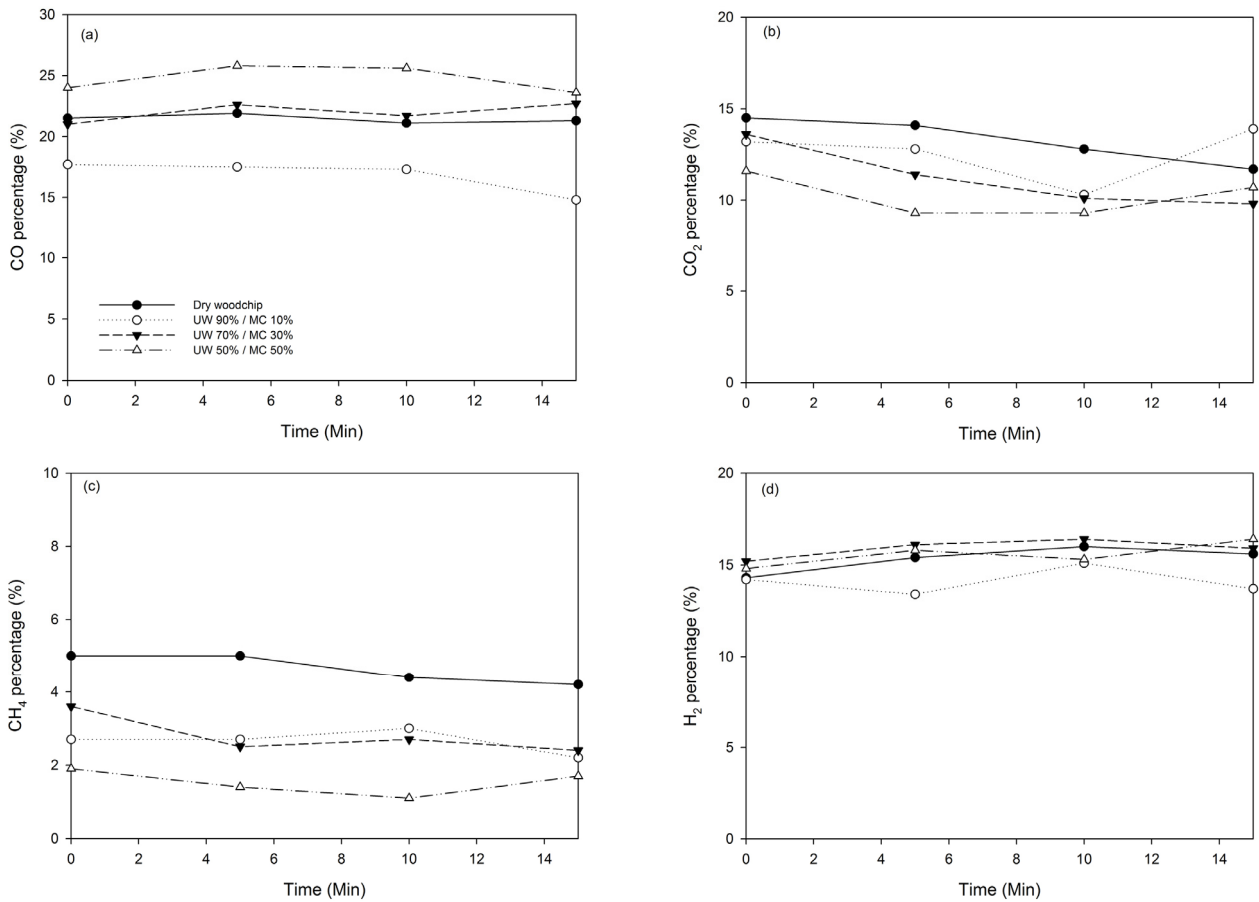 (a)
30
25
20
15
10
5
0
CO percentage (%)
Dry woodchip
UW 90% / MC 10%
UW 70% / MC 30%
UW 50% / MC 50%
0 2 4 6 8 10 12 14
Time (Min)
(b)
20
15
10
5
0
CO2 percentage (%)
0 2 4 6 8 10 12 14
Time (Min)
(c)
10
8
6
4
2
0
CH4 percentage (%)
0 2 4 6 8 10 12 14
Time (Min)
(d)
20
15
10
5
0
H2 percentage (%)
0 2 4 6 8 10 12 14
Time (Min)